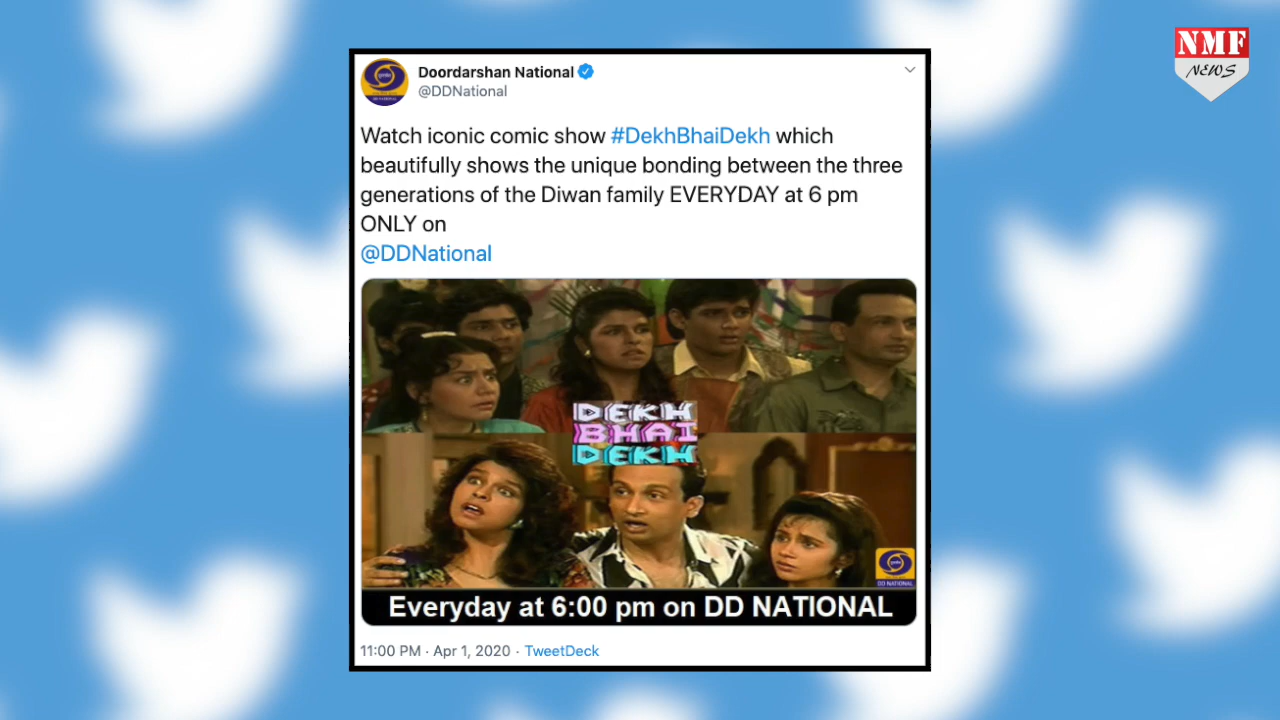 NMF
NEWS
Doordarshan National
@DDNational
Watch iconic comic show #DekhBhaiDekh which
beautifully shows the unique bonding between the three
generations of the Diwan family EVERYDAY at 6 pm
ONLY on
@DDNational
DEKH
BHAI
DEKH
DD NATIONAL
Everyday at 6:00 pm on DD NATIONAL
11:00 PM · Apr 1, 2020 · TweetDeck